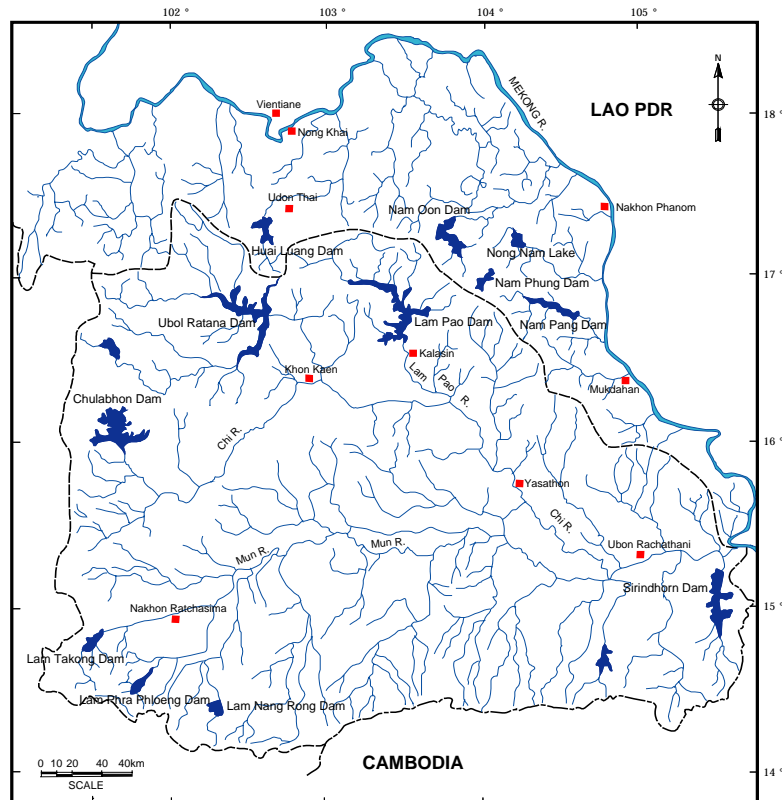 102 ° 103 ° 104 ° 105 °
N
MEKONG R.
LAO PDR
Vientiane
18 °
Nong Khai
Udon Thai
Nam Oon Dam
Nakhon Phanom
Huai Luang Dam
Nong Nam Lake
17 °
Nam Phung Dam
Ubol Ratana Dam
Lam Pao Dam
Nam Pang Dam
Kalasin
Khon Kaen
Lam Pao R.
Mukdahan
Chulabhon Dam
Chi R.
16 °
Yasathon
Chi R.
Mun R.
Mun R.
Ubon Rachathani
Sirindhorn Dam
15 °
Nakhon Ratchasima
Lam Takong Dam
Lam Phra Phloeng Dam
Lam Nang Rong Dam
CAMBODIA
0 10 20 40 40km
SCALE
14 °